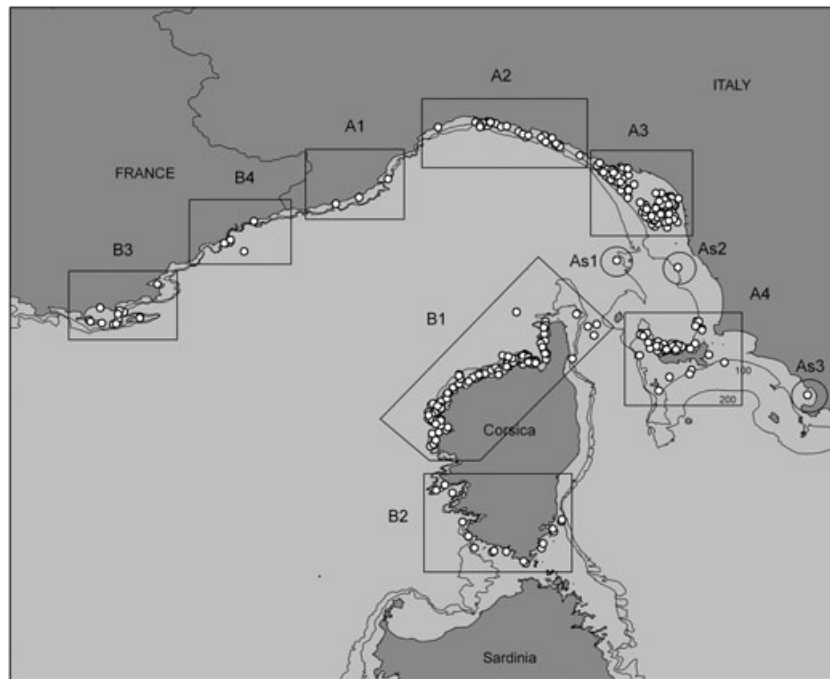 A2
ITALY
A1
A3
FRANCE
B4
As1
As2
B3
A4
B1
100
As3
200
Corsica
B2
Sardinia